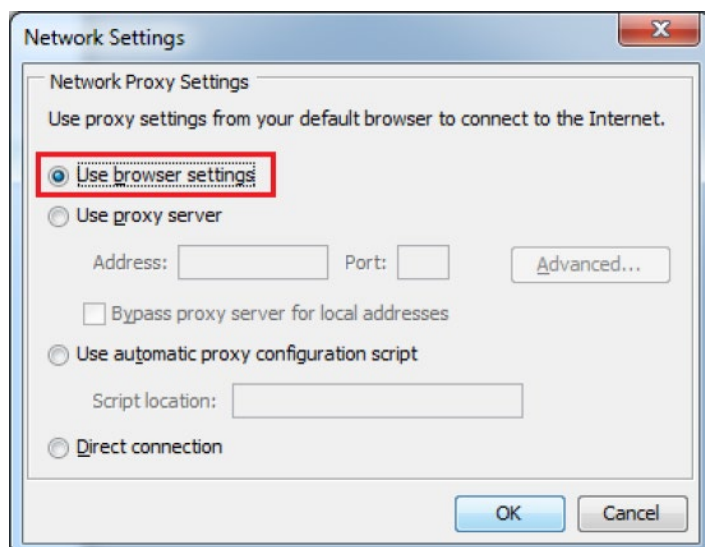 Network Settings
Network Proxy Settings
Use proxy settings from your default browser to connect to the Internet.
Use browser settings
Use proxy server
Address: Port: Advanced...
Bypass proxy server for local addresses
Use automatic proxy configuration script
Script location:
Direct connection
OK Cancel